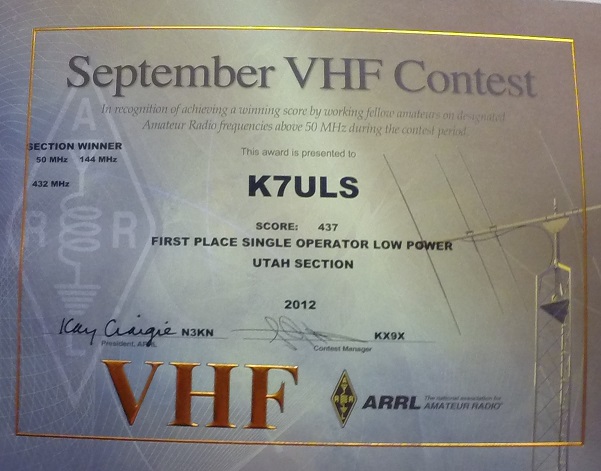 September VHF Contest
In recognition of achieving a winning score by working fellow amateurs on designated
Amateur Radio frequencies above 50 MHz during the contest period.
This award is presented to
SECTION WINNER
50 MHz 144 MHz
432 MHz
K7ULS
SCORE: 437
FIRST PLACE SINGLE OPERATOR LOW POWER
UTAH SECTION
2012
Kay Craigie N3KN
KX9X
President, ARRL
Contest Manager
VHF
A
R R
L
ARRL The national association for
AMATEUR RADIO